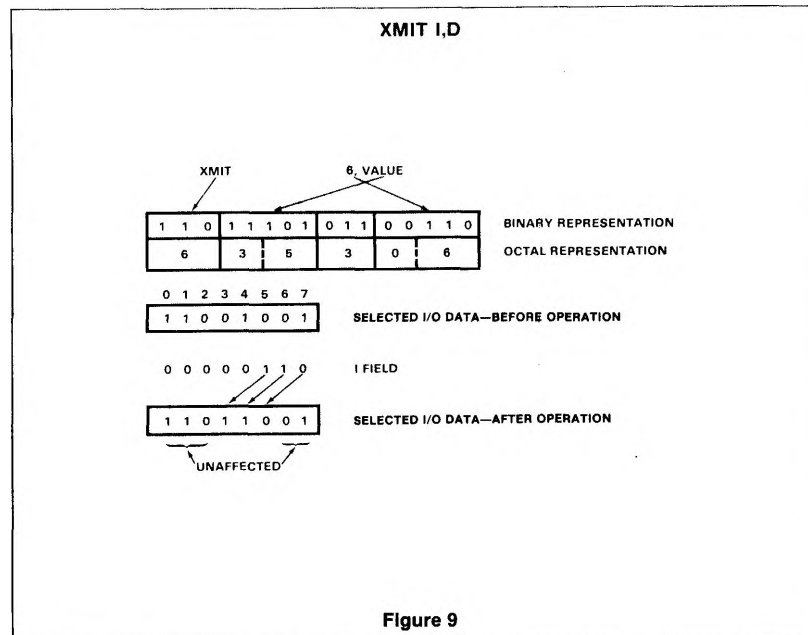 XMIT I,D
XMIT 6, VALUE
1 1 0 1 1 1 0 1 0 1 1 0 0 1 1 0 BINARY REPRESENTATION
6 3 5 3 0 6 OCTAL REPRESENTATION
0 1 2 3 4 5 6 7
1 1 0 0 1 0 0 1 SELECTED I/O DATA—BEFORE OPERATION
0 0 0 0 0 1 1 0 I FIELD
1 1 0 1 1 0 0 1 SELECTED I/O DATA—AFTER OPERATION
UNAFFECTED
Figure 9